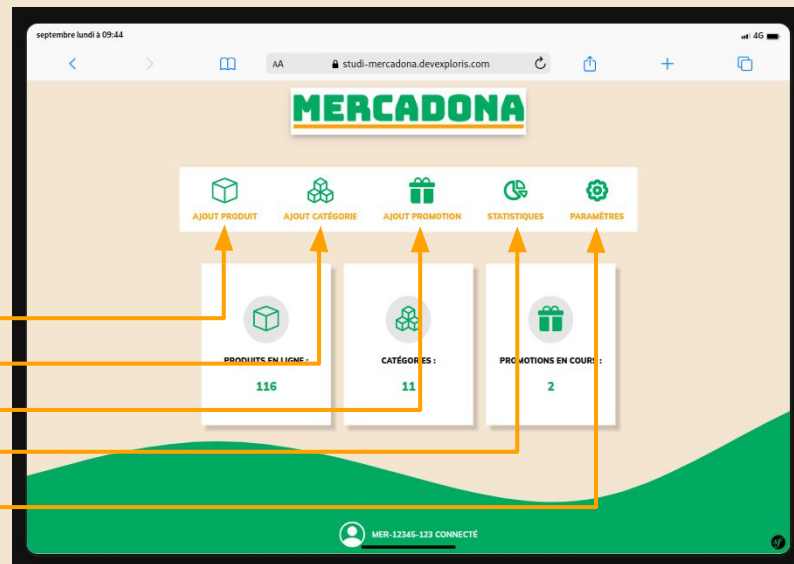 septembre lundi à 09:44
4G
AA
studi-mercadona.devexploris.com
MERCADONA
AJOUT PRODUIT AJOUT CATÉGORIE AJOUT PROMOTION STATISTIQUES PARAMÈTRES
PRODUITS EN LIGNE : CATÉGORIES : PROMOTIONS EN COURS :
116 11 2
MER-12345-123 CONNECTÉ
sf